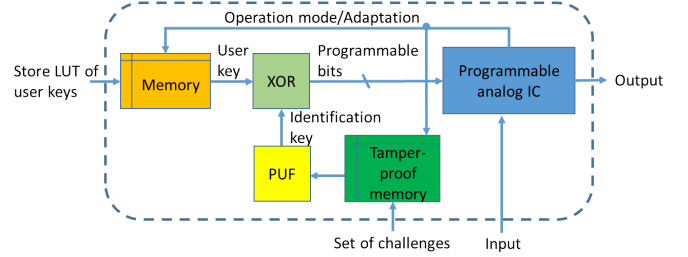 Operation mode/Adaptation
Store LUT of
user keys
Memory
User
key
XOR
Programmable
bits
Programmable
analog IC
Output
Identification
key
PUF
Tamper-
proof
memory
Set of challenges
Input